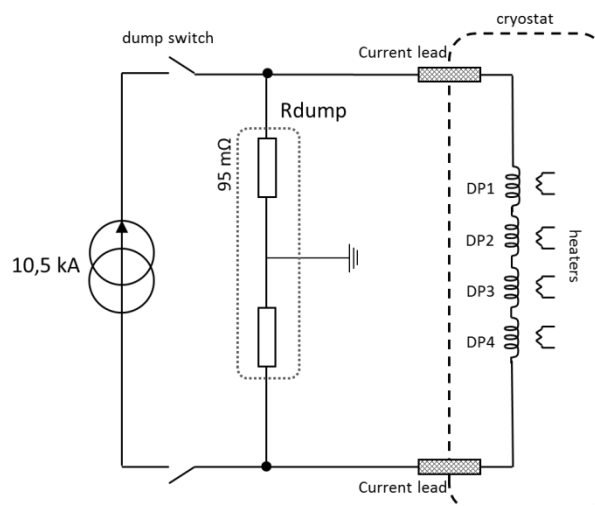 cryostat
dump switch
Current lead
Rdump
95 mΩ
DP1
DP2
10,5 kA
heaters
DP3
DP4
Current lead